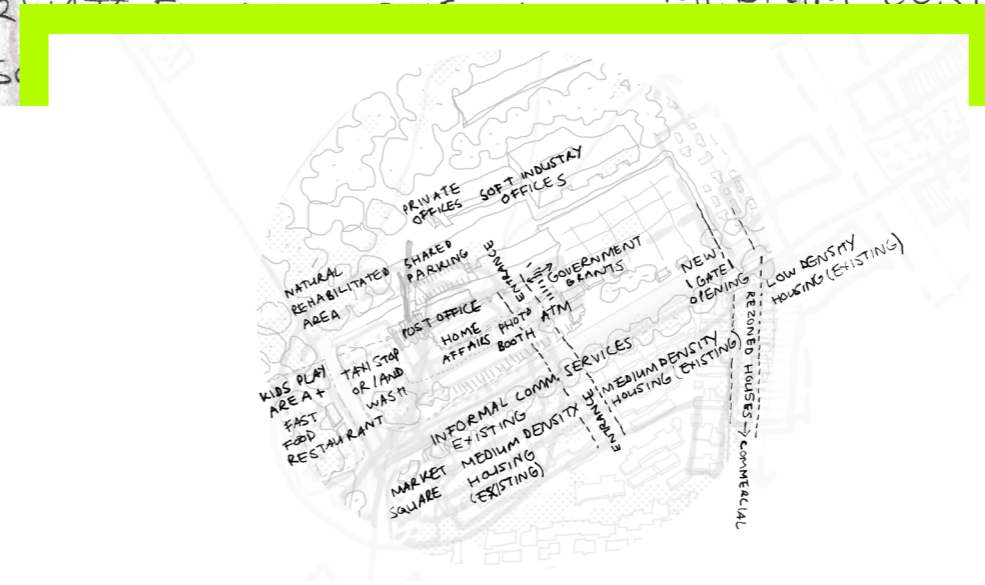 PRIVATE
OFFICES
SOFT INDUSTRY
OFFICES
NATURAL
REHABILITATED
AREA
SHARED
PARKING
ENTRANCE
GOVERNMENT
GRANTS
NEW
GATE
OPENING
LOW DENSITY
HOUSING (EXISTING)
POST OFFICE
HOME
AFFAIRS
PHOTO
BOOTH
ATM
REZONED HOUSES → COMMERCIAL
KIDS PLAY
AREA +
FAST
FOOD
RESTAURANT
TAXI STOP
OR / AND
WASH
INFORMAL COMM. SERVICES
EXISTING
MEDIUM DENSITY
HOUSING (EXISTING)
ENTRANCE
MARKET
SQUARE
MEDIUM DENSITY
HOUSING
(EXISTING)